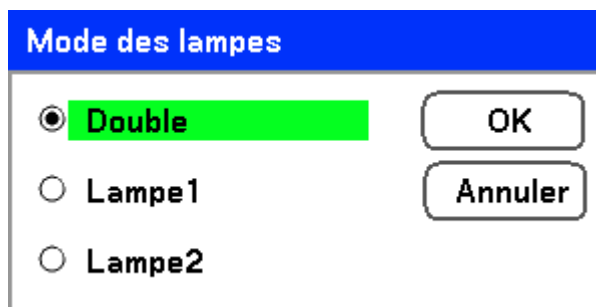 Mode des lampes
Double
OK
Lampe1
Annuler
Lampe2